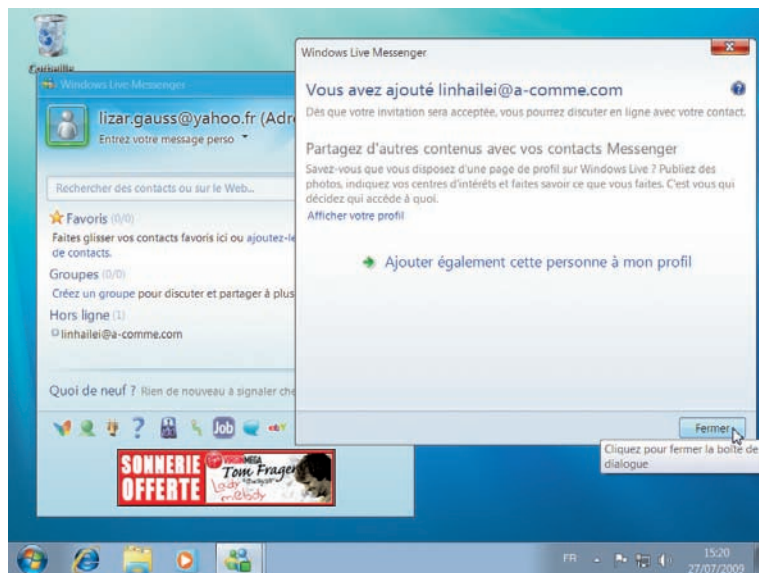 Corbeille
Windows Live Messenger
lizar.gauss@yahoo.fr (Adr
Entrez votre message perso
Rechercher des contacts ou sur le Web...
Favoris (0/0)
Faites glisser vos contacts favoris ici ou ajoutez-le
de contacts.
Groupes (0/0)
Créez un groupe pour discuter et partager à plus
Hors ligne (1)
linhailei@a-comme.com
Quoi de neuf ? Rien de nouveau à signaler che
Job
SONNERIE
OFFERTE
VIRGINMEGA
Tom Frager
Lady
melody
Windows Live Messenger
Vous avez ajouté linhailei@a-comme.com
Dès que votre invitation sera acceptée, vous pourrez discuter en ligne avec votre contact.
Partagez d'autres contenus avec vos contacts Messenger
Savez-vous que vous disposez d'une page de profil sur Windows Live ? Publiez des
photos, indiquez vos centres d'intérêts et faites savoir ce que vous faites. C'est vous qui
décidez qui accède à quoi.
Afficher votre profil
Ajouter également cette personne à mon profil
Fermer
Cliquez pour fermer la boîte de
dialogue
FR
15:20
27/07/2009